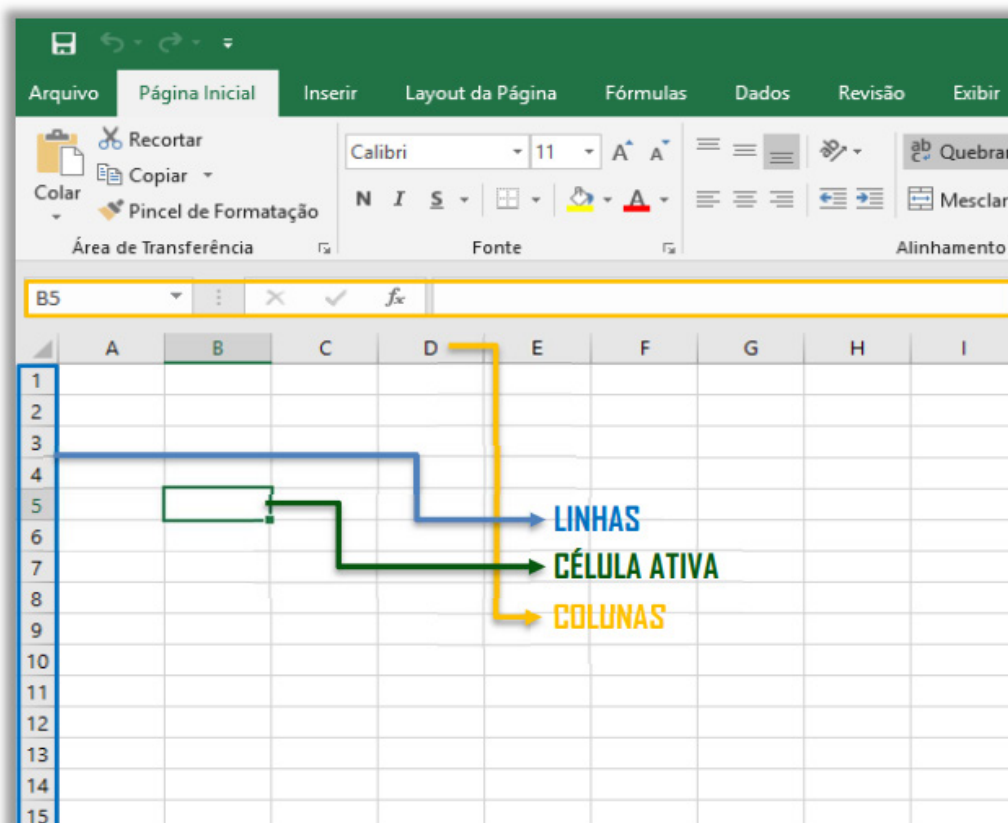 Arquivo Página Inicial Inserir Layout da Página Fórmulas Dados Revisão Exibir
Colar
Recortar
Copiar
Pincel de Formatação
Área de Transferência
Calibri 11 A A
N I S A
Fonte
ab c Quebrar
Mesclar
Alinhamento
B5 fx
A B C D E F G H I
1
2
3
4
5
6
7
8
9
10
11
12
13
14
15
LINHAS
CÉLULA ATIVA
COLUNAS